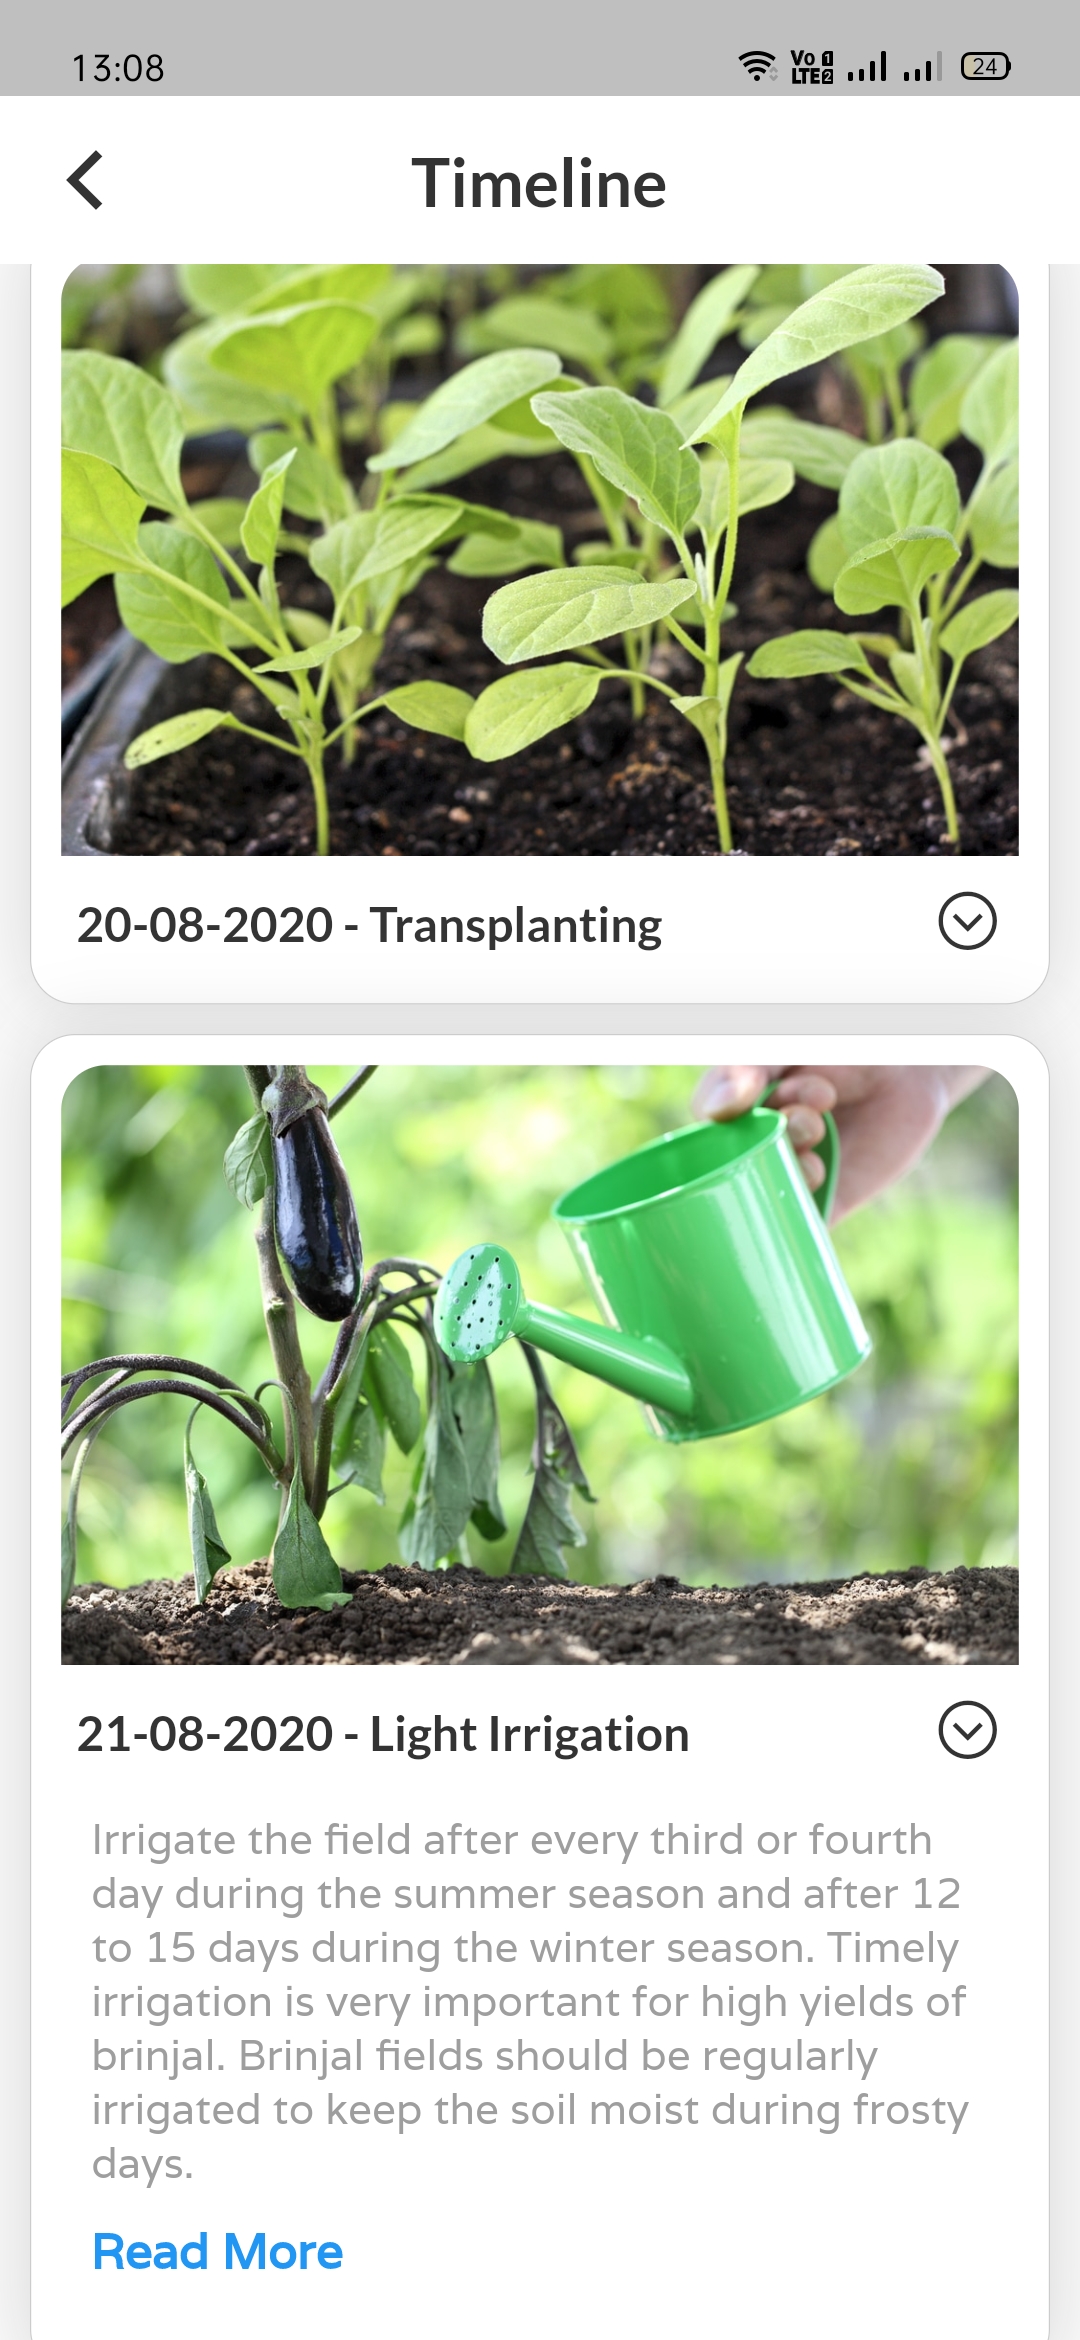 13:08
Vo 1
LTE2
24
Timeline
20-08-2020 - Transplanting
21-08-2020 - Light Irrigation
Irrigate the field after every third or fourth
day during the summer season and after 12
to 15 days during the winter season. Timely
irrigation is very important for high yields of
brinjal. Brinjal fields should be regularly
irrigated to keep the soil moist during frosty
days.
Read More